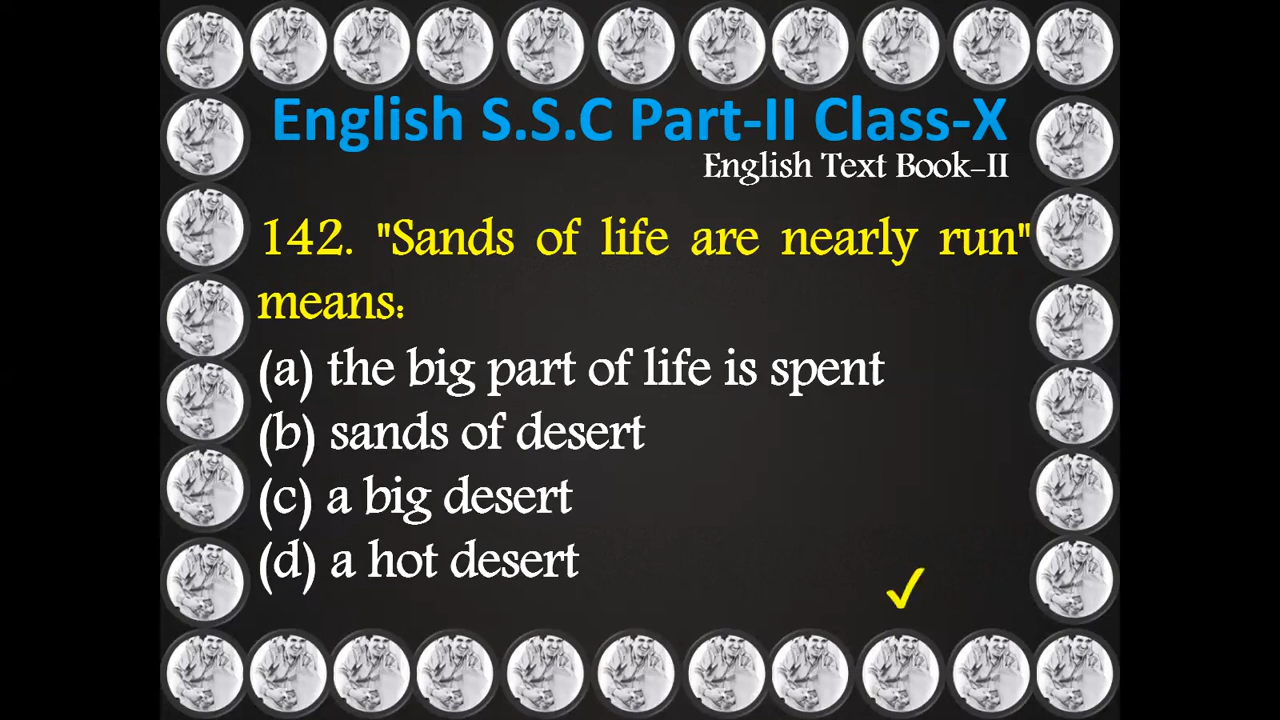 English S.S.C Part-II Class-X
English Text Book-II
142. "Sands of life are nearly run"
means:
(a) the big part of life is spent
(b) sands of desert
(c) a big desert
(d) a hot desert